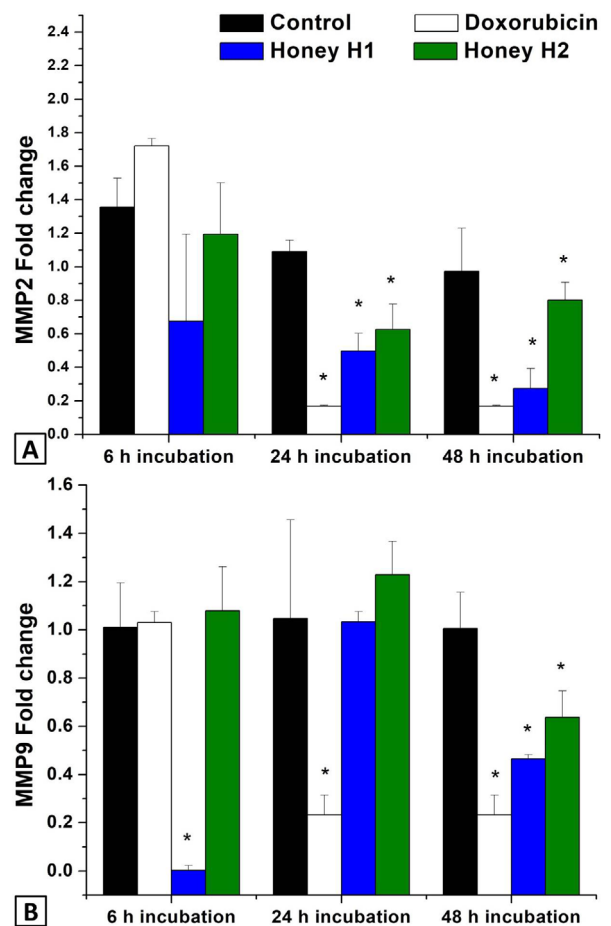 Control
Doxorubicin
Honey H1
Honey H2
MMP2 Fold change
2.4
2.2
2.0
1.8
1.6
1.4
1.2
1.0
0.8
0.6
0.4
0.2
0.0
*
*
*
*
*
*
A
6 h incubation
24 h incubation
48 h incubation
MMP9 Fold change
1.6
1.4
1.2
1.0
0.8
0.6
0.4
0.2
0.0
*
*
*
*
*
B
6 h incubation
24 h incubation
48 h incubation